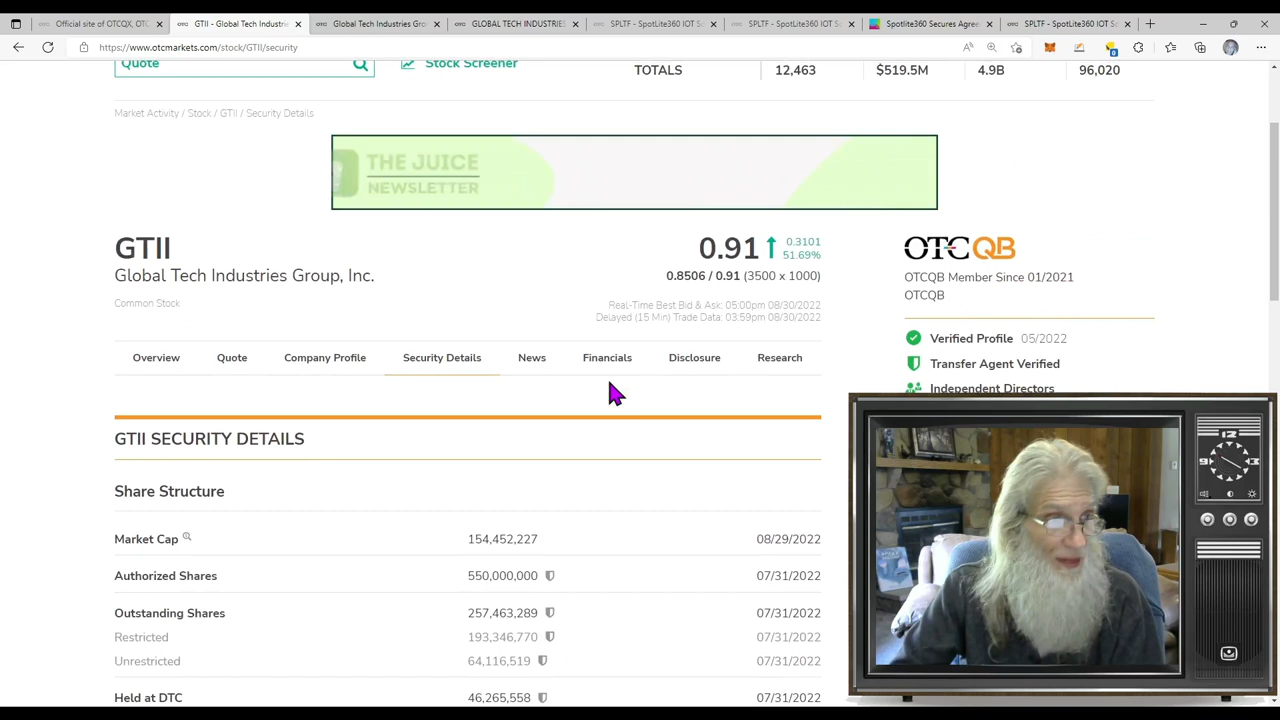 Official site of OTCQX, OTC
GTII - Global Tech Industrie
Global Tech Industries Gro
GLOBAL TECH INDUSTRIES
SPLTF - SpotLite360 IOT So
SPLTF - SpotLite360 IOT So
Spotlite360 Secures Agree
SPLTF - SpotLite360 IOT So
https://www.otcmarkets.com/stock/GTII/security
Quote
Stock Screener
TOTALS 12,463 $519.5M 4.9B 96,020
Market Activity / Stock / GTII / Security Details
THE JUICE
NEWSLETTER
GTII
0.91 0.3101
51.69%
Global Tech Industries Group, Inc.
0.8506 / 0.91 (3500 x 1000)
Common Stock
Real-Time Best Bid & Ask: 05:00pm 08/30/2022
Delayed (15 Min) Trade Data: 03:59pm 08/30/2022
OTCQB
OTCQB Member Since 01/2021
OTCQB
Verified Profile 05/2022
Transfer Agent Verified
Independent Directors
Overview Quote Company Profile Security Details News Financials Disclosure Research
GTII SECURITY DETAILS
Share Structure
Market Cap 154,452,227 08/29/2022
Authorized Shares 550,000,000 07/31/2022
Outstanding Shares 257,463,289 07/31/2022
Restricted 193,346,770 07/31/2022
Unrestricted 64,116,519 07/31/2022
Held at DTC 46,265,558 07/31/2022
12
9 3